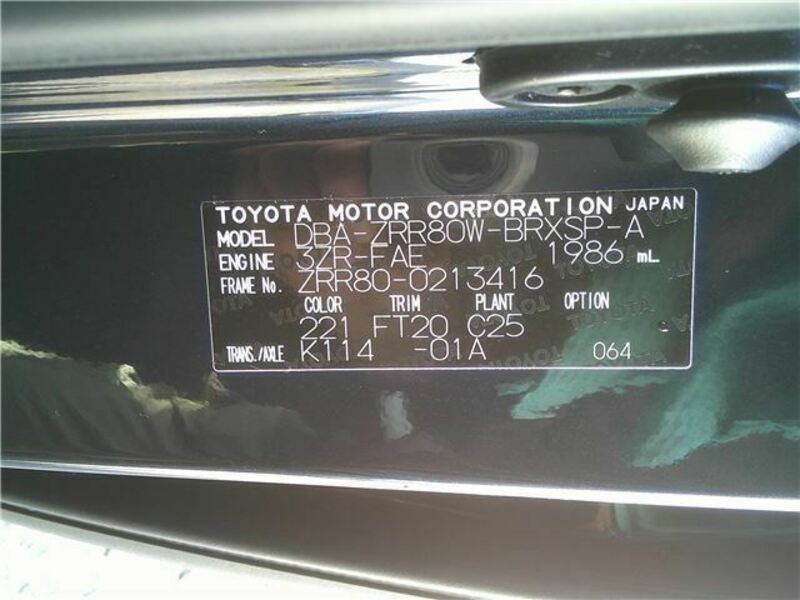 TOYOTA MOTOR CORPORATION JAPAN
MODEL DBA-ZRR80W-BRXSP-A
ENGINE 3ZR-FAE 1986 mL
FRAME No. ZRR80-0213416
COLOR TRIM PLANT OPTION
221 FT20 C25
TRANS./AXLE K114 -01A 064